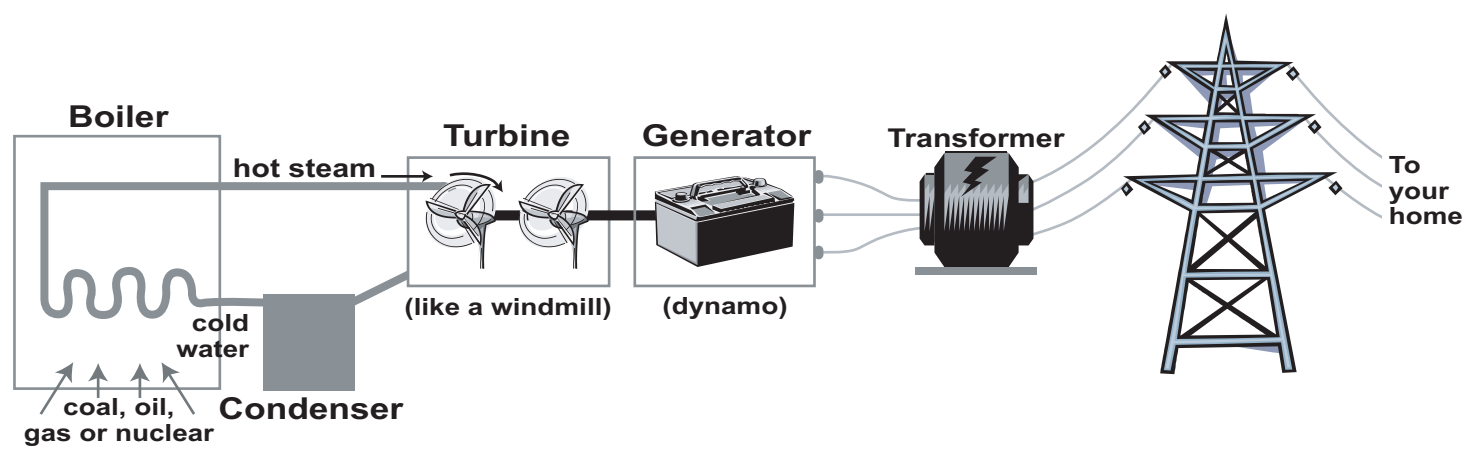 Boiler
hot steam
Turbine
Generator
Transformer
To
your
home
(like a windmill)
(dynamo)
cold
water
Condenser
coal, oil,
gas or nuclear